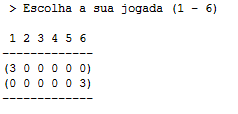 > Escolha a sua jogada (1 - 6)
1 2 3 4 5 6
-------------
(3 0 0 0 0 0)
(0 0 0 0 0 3)
-------------